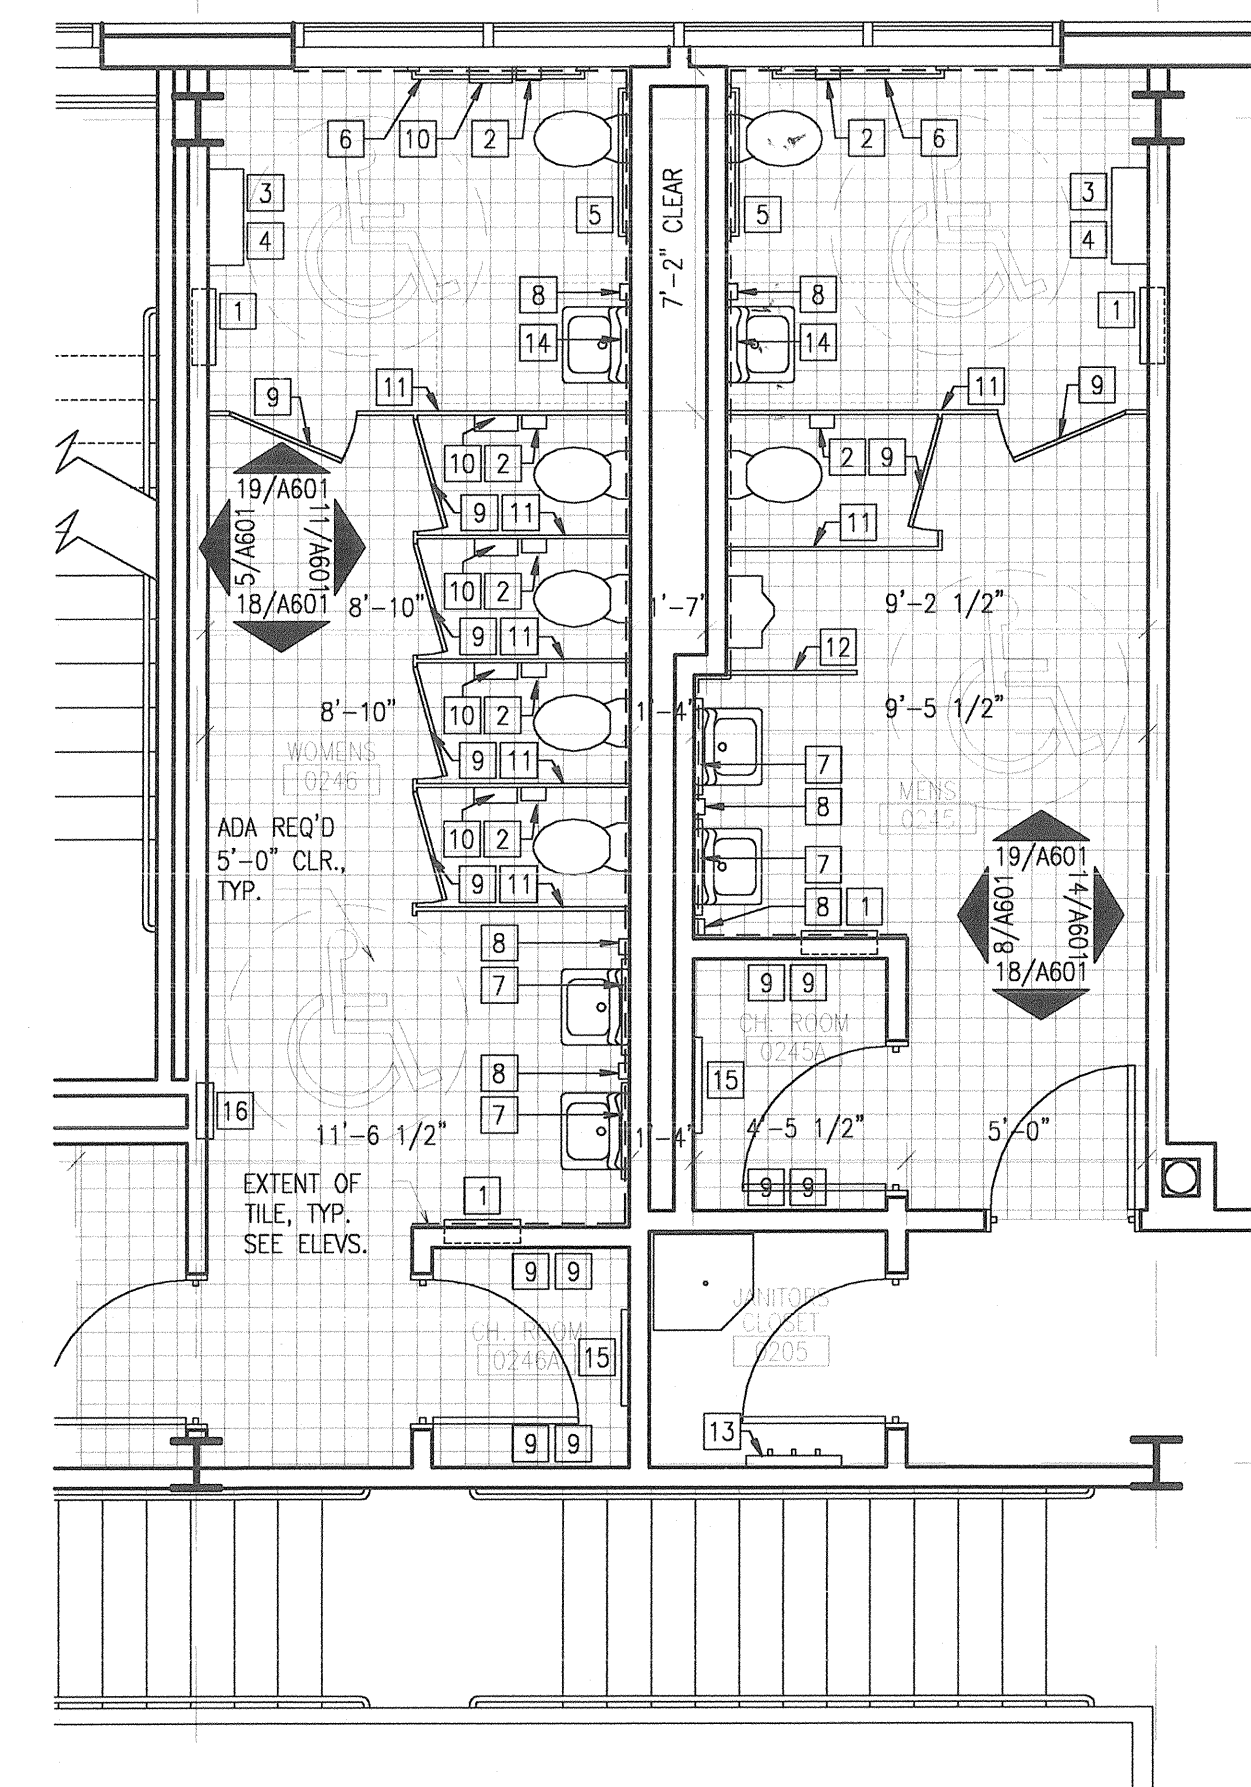 6 10 2
2 6
3
4
5
5
3
4
7'-2" CLEAR
1
8
8
1
14
14
9
11
11
9
10 2
2 9
9 11
11
19/A601
15/A601
11/A601
18/A601
10 2
8'-10"
1'-7"
9'-2 1/2"
9 11
12
10 2
8'-10"
1'-4"
9'-5 1/2"
WOMENS
0246
9 11
7
MENS
0245
8
ADA REQ'D
5'-0" CLR.,
TYP.
10 2
9 11
7
8 1
19/A601
8/A601
14/A601
18/A601
8
7
9 9
CH. ROOM
0245A
8
15
7
16
11'-6 1/2"
1'-4"
4'-5 1/2"
5'-0"
EXTENT OF
TILE, TYP.
SEE ELEVS.
1
9 9
9 9
CH. ROOM
0246A
15
JANITORS
CLOSET
0205
9 9
13